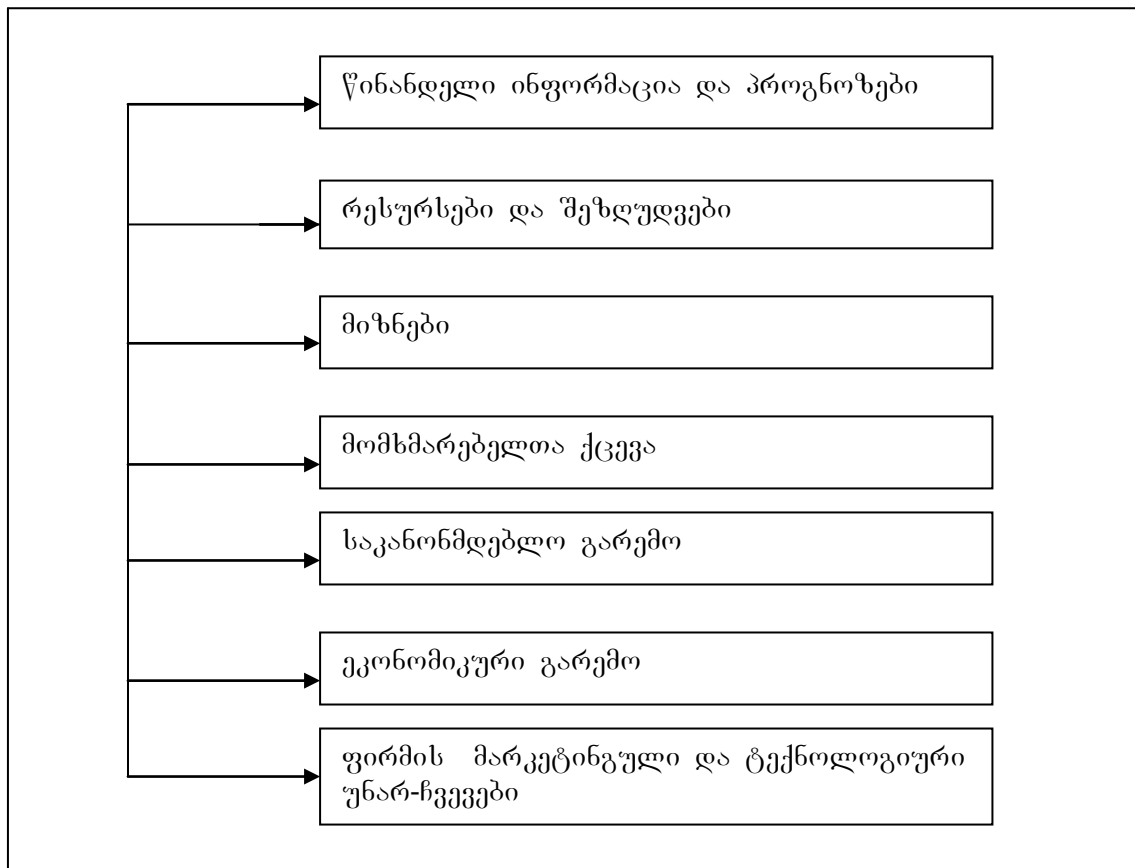 წინანდელი ინფორმაცია და პროგნოზები
რესურსები და შეზღუდვები
მიზნები
მომხმარებელთა ქცევა
საკანონმდებლო გარემო
ეკონომიკური გარემო
ფირმის მარკეტინგული და ტექნოლოგიური
უნარ-ჩვევები